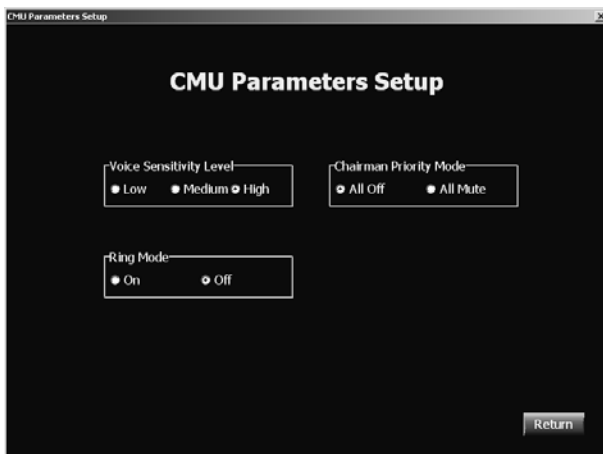 CMU Parameters Setup
CMU Parameters Setup
Voice Sensitivity Level
Low Medium High
Chairman Priority Mode
All Off All Mute
Ring Mode
On Off
Return